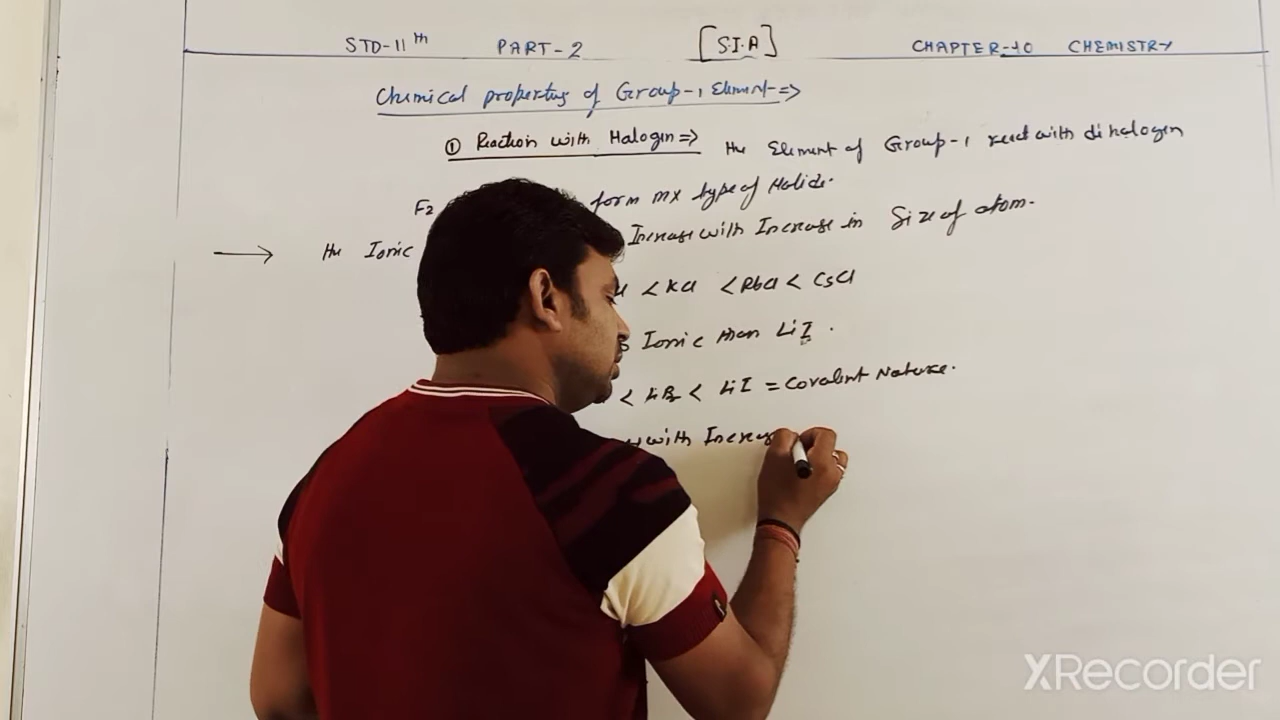 STD-11th PART-2 [S.I.A] CHAPTER-10 CHEMISTRY
Chemical properties of Group-1 Element =>
① Reaction with Halogen => The Element of Group-1 react with dihalogen
F2 form MX type of Halide.
→ The Ionic Increase with Increase in Size of atom.
< KCl < RbCl < CsCl
Ionic than LiI.
< LiBr < LiI = Covalent Nature.
with Increas
XRecorder